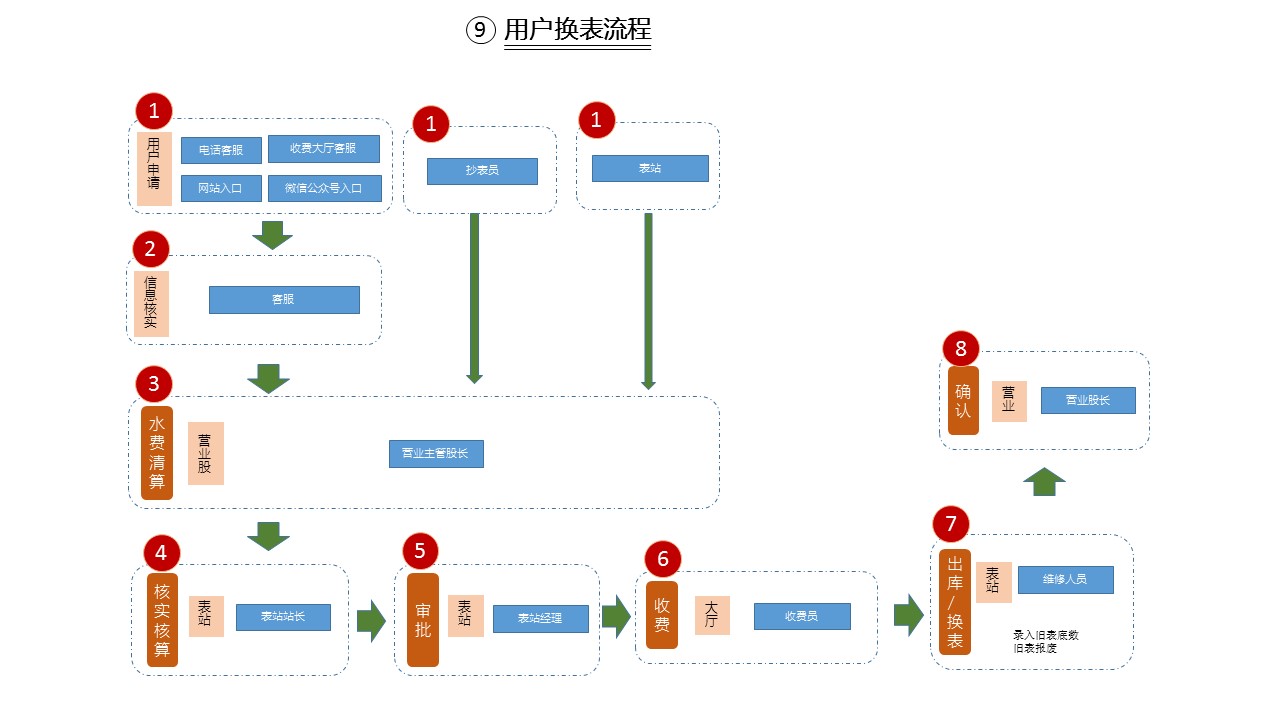 ⑨ 用户换表流程
1
用户申请
电话客服
收费大厅客服
网站入口
微信公众号入口
1
抄表员
1
表站
2
信息核实
客服
3
水费清算
营业股
营业主管股长
4
核实核算
表站
表站站长
5
审批
表站
表站经理
6
收费
大厅
收费员
7
出库/换表
表站
维修人员
录入旧表底数
旧表报废
8
确认
营业
营业股长